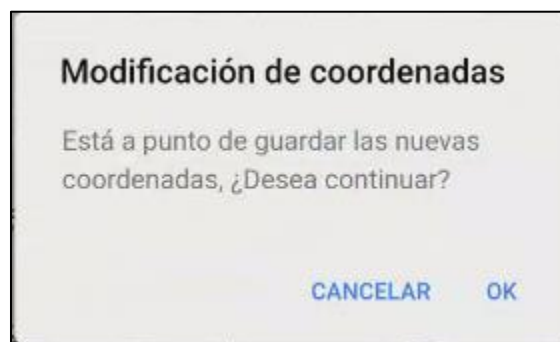 Modificación de coordenadas
Está a punto de guardar las nuevas
coordenadas, ¿Desea continuar?
CANCELAR OK